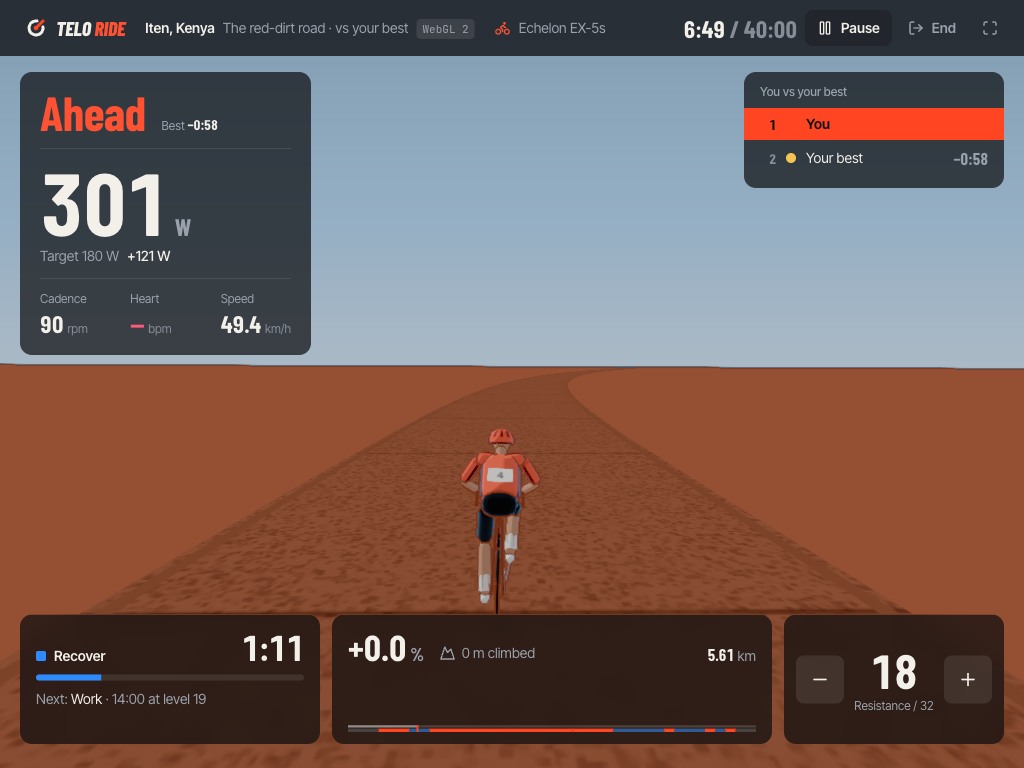 TELO RIDE Iten, Kenya The red-dirt road · vs your best WebGL 2 Echelon EX-5s 6:49 / 40:00 Pause End
Ahead Best −0:58
301 W
Target 180 W +121 W
Cadence Heart Speed
90 rpm – bpm 49.4 km/h
You vs your best
1 You
2 Your best −0:58
4
Recover 1:11
Next: Work · 14:00 at level 19
+0.0 % 0 m climbed 5.61 km
− 18 +
Resistance / 32